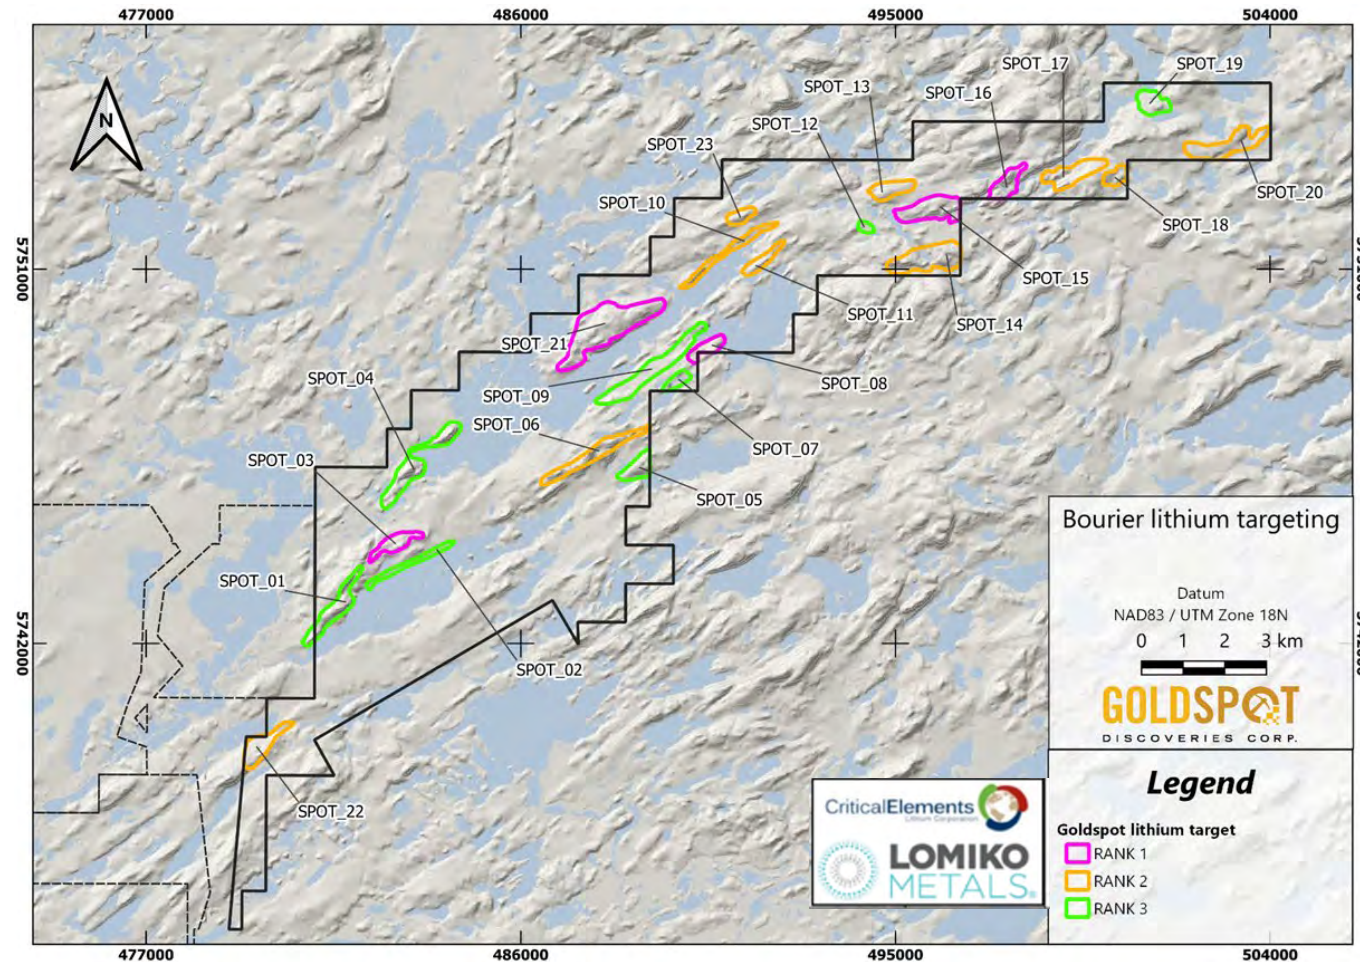 477000
486000
495000
504000
SPOT_17
SPOT_19
SPOT_13
SPOT_16
SPOT_12
SPOT_23
SPOT_20
SPOT_10
SPOT_18
5751000
SPOT_15
SPOT_11
SPOT_14
SPOT_21
SPOT_04
SPOT_08
SPOT_09
SPOT_06
SPOT_07
SPOT_03
SPOT_05
SPOT_01
5742000
SPOT_02
SPOT_22
N
Bourier lithium targeting
Datum
NAD83 / UTM Zone 18N
0 1 2 3 km
GOLDSPOT
DISCOVERIES CORP.
CriticalElements
Lithium Corporation
LOMIKO
METALS
Legend
Goldspot lithium target
RANK 1
RANK 2
RANK 3
477000
486000
495000
504000